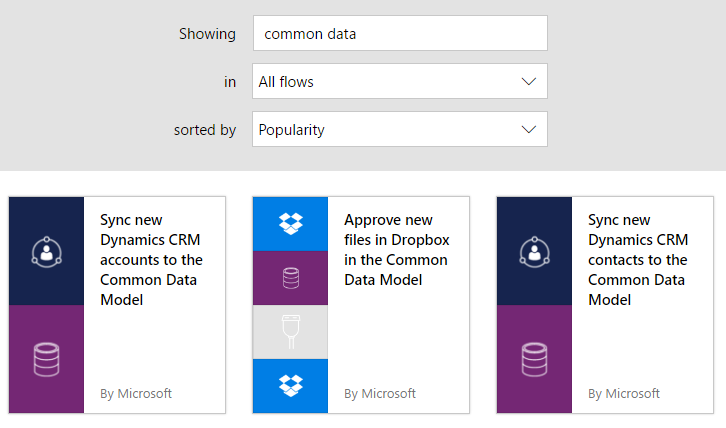 Showing common data
in All flows
sorted by Popularity
Sync new
Dynamics CRM
accounts to the
Common Data
Model
By Microsoft
Approve new
files in Dropbox
in the Common
Data Model
By Microsoft
Sync new
Dynamics CRM
contacts to the
Common Data
Model
By Microsoft